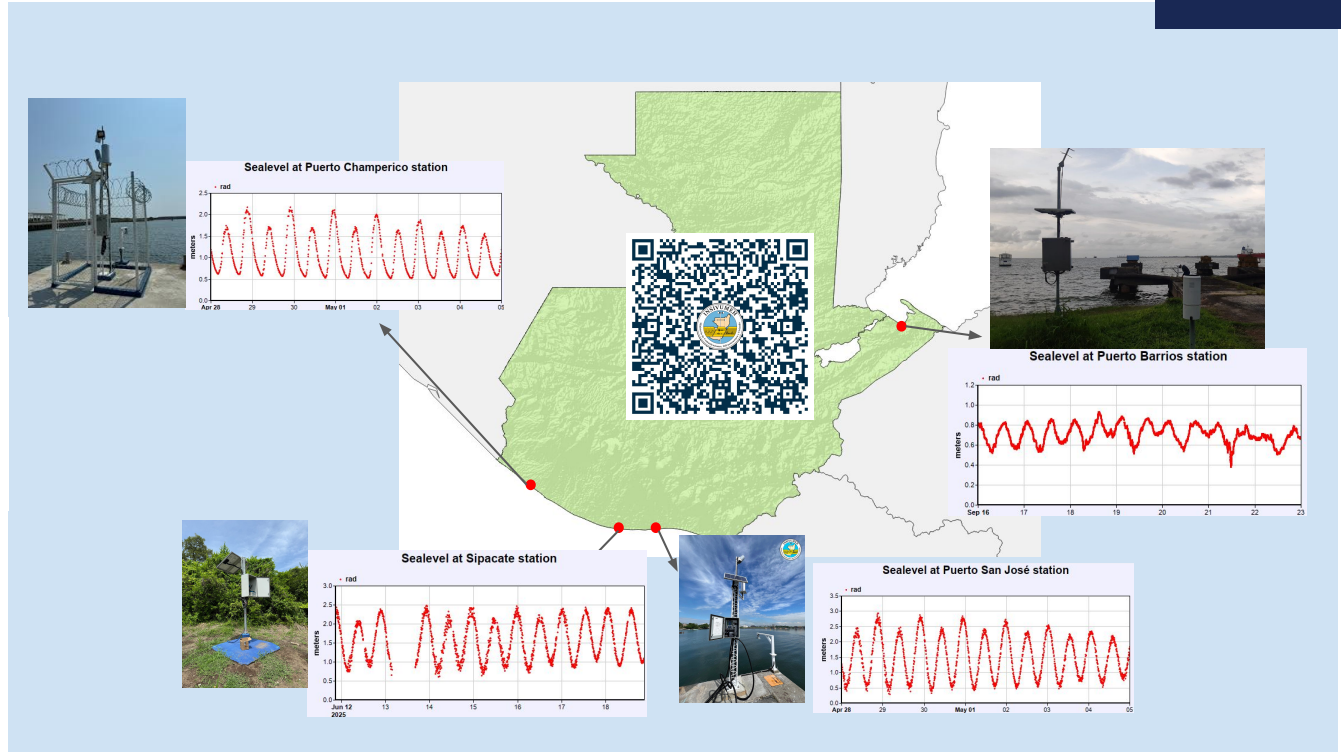 Sealevel at Puerto Champerico station
rad
meters
2.5
2.0
1.5
1.0
0.5
0.0
Apr 28 29 30 May 01 02 03 04 05
INSIVUMEH
Sealevel at Puerto Barrios station
rad
meters
1.2
1.0
0.8
0.6
0.4
0.2
0.0
Sep 16 17 18 19 20 21 22 23
Sealevel at Sipacate station
rad
meters
3.0
2.5
2.0
1.5
1.0
0.5
0.0
Jun 12 13 14 15 16 17 18
2025
Sealevel at Puerto San José station
rad
meters
3.5
3.0
2.5
2.0
1.5
1.0
0.5
0.0
Apr 28 29 30 May 01 02 03 04 05